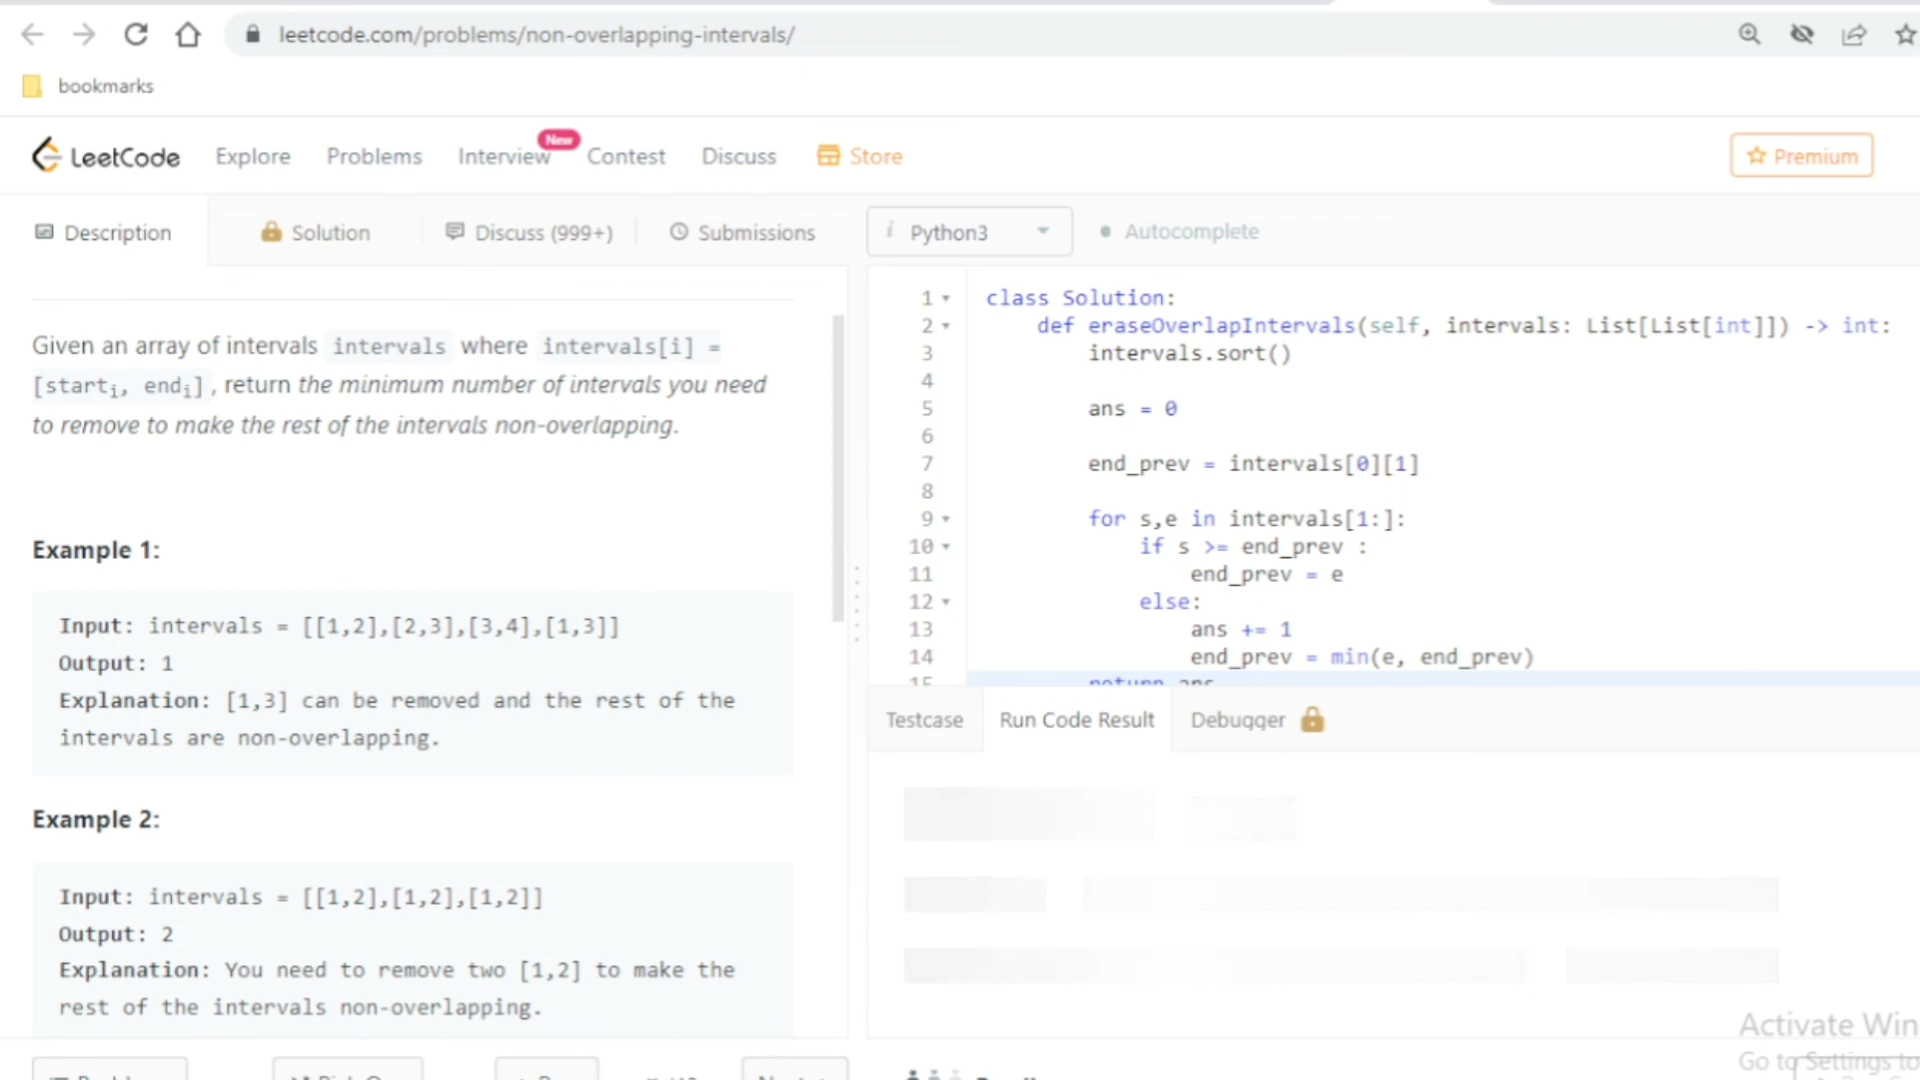 leetcode.com/problems/non-overlapping-intervals/
bookmarks
LeetCode Explore Problems Interview New Contest Discuss Store Premium
Description Solution Discuss (999+) Submissions
Given an array of intervals intervals where intervals[i] =
[starti, endi], return the minimum number of intervals you need
to remove to make the rest of the intervals non-overlapping.
Example 1:
Input: intervals = [[1,2],[2,3],[3,4],[1,3]]
Output: 1
Explanation: [1,3] can be removed and the rest of the
intervals are non-overlapping.
Example 2:
Input: intervals = [[1,2],[1,2],[1,2]]
Output: 2
Explanation: You need to remove two [1,2] to make the
rest of the intervals non-overlapping.
i Python3 Autocomplete
1 class Solution:
2 def eraseOverlapIntervals(self, intervals: List[List[int]]) -> int:
3 intervals.sort()
4
5 ans = 0
6
7 end_prev = intervals[0][1]
8
9 for s,e in intervals[1:]:
10 if s >= end_prev :
11 end_prev = e
12 else:
13 ans += 1
14 end_prev = min(e, end_prev)
15 return ans
Testcase Run Code Result Debugger
Activate Win
Go to Settings to